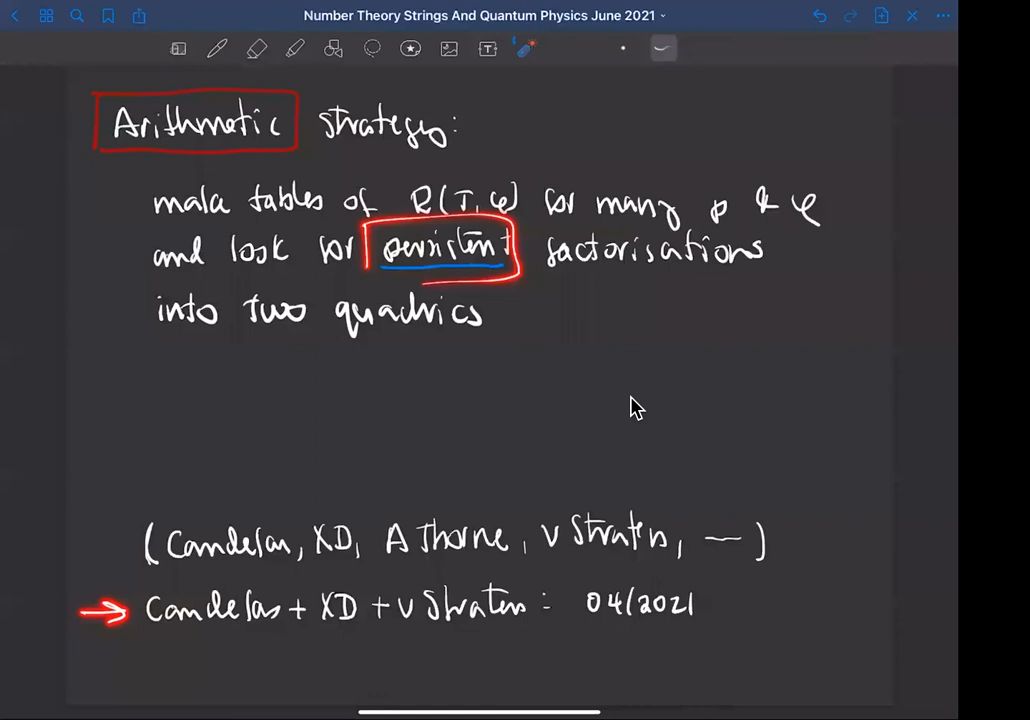 Number Theory Strings And Quantum Physics June 2021
Arithmetic strategy:
make tables of R(T, φ) for many p & φ
and look for persistent factorisations
into two quadrics
(Candelas, XD, A Thorne, v Straten, —)
→ Candelas + XD + v Straten: 04/2021